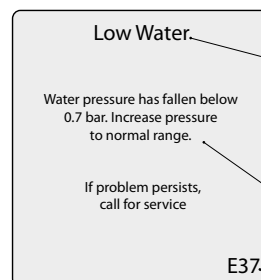 Low Water
Water pressure has fallen below
0.7 bar. Increase pressure
to normal range.
If problem persists,
call for service
E37